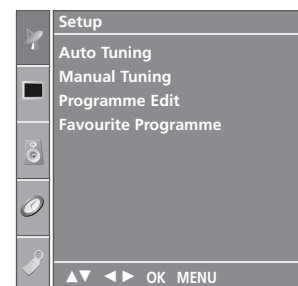 Setup
Auto Tuning
Manual Tuning
Programme Edit
Favourite Programme
▲▼ ◄► OK MENU